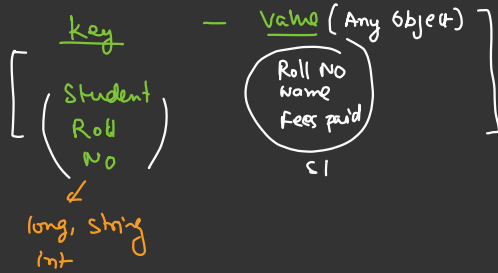 Key - Value (Any Object)
Student
Roll
No
Roll No
Name
Fees paid
S1
long, string
int